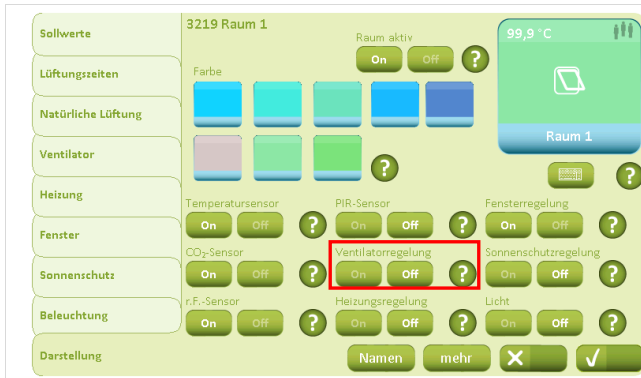 Sollwerte
Lüftungszeiten
Natürliche Lüftung
Ventilator
Heizung
Fenster
Sonnenschutz
Beleuchtung
Darstellung
3219 Raum 1
Raum aktiv
On Off ?
Farbe
?
99,9 °C
Raum 1
?
Temperatursensor PIR-Sensor Fensterregelung
On Off ? On Off ? On Off ?
CO₂-Sensor Ventilatorregelung Sonnenschutzregelung
On Off ? On Off ? On Off ?
r.F.-Sensor Heizungsregelung Licht
On Off ? On Off ? On Off ?
Namen mehr